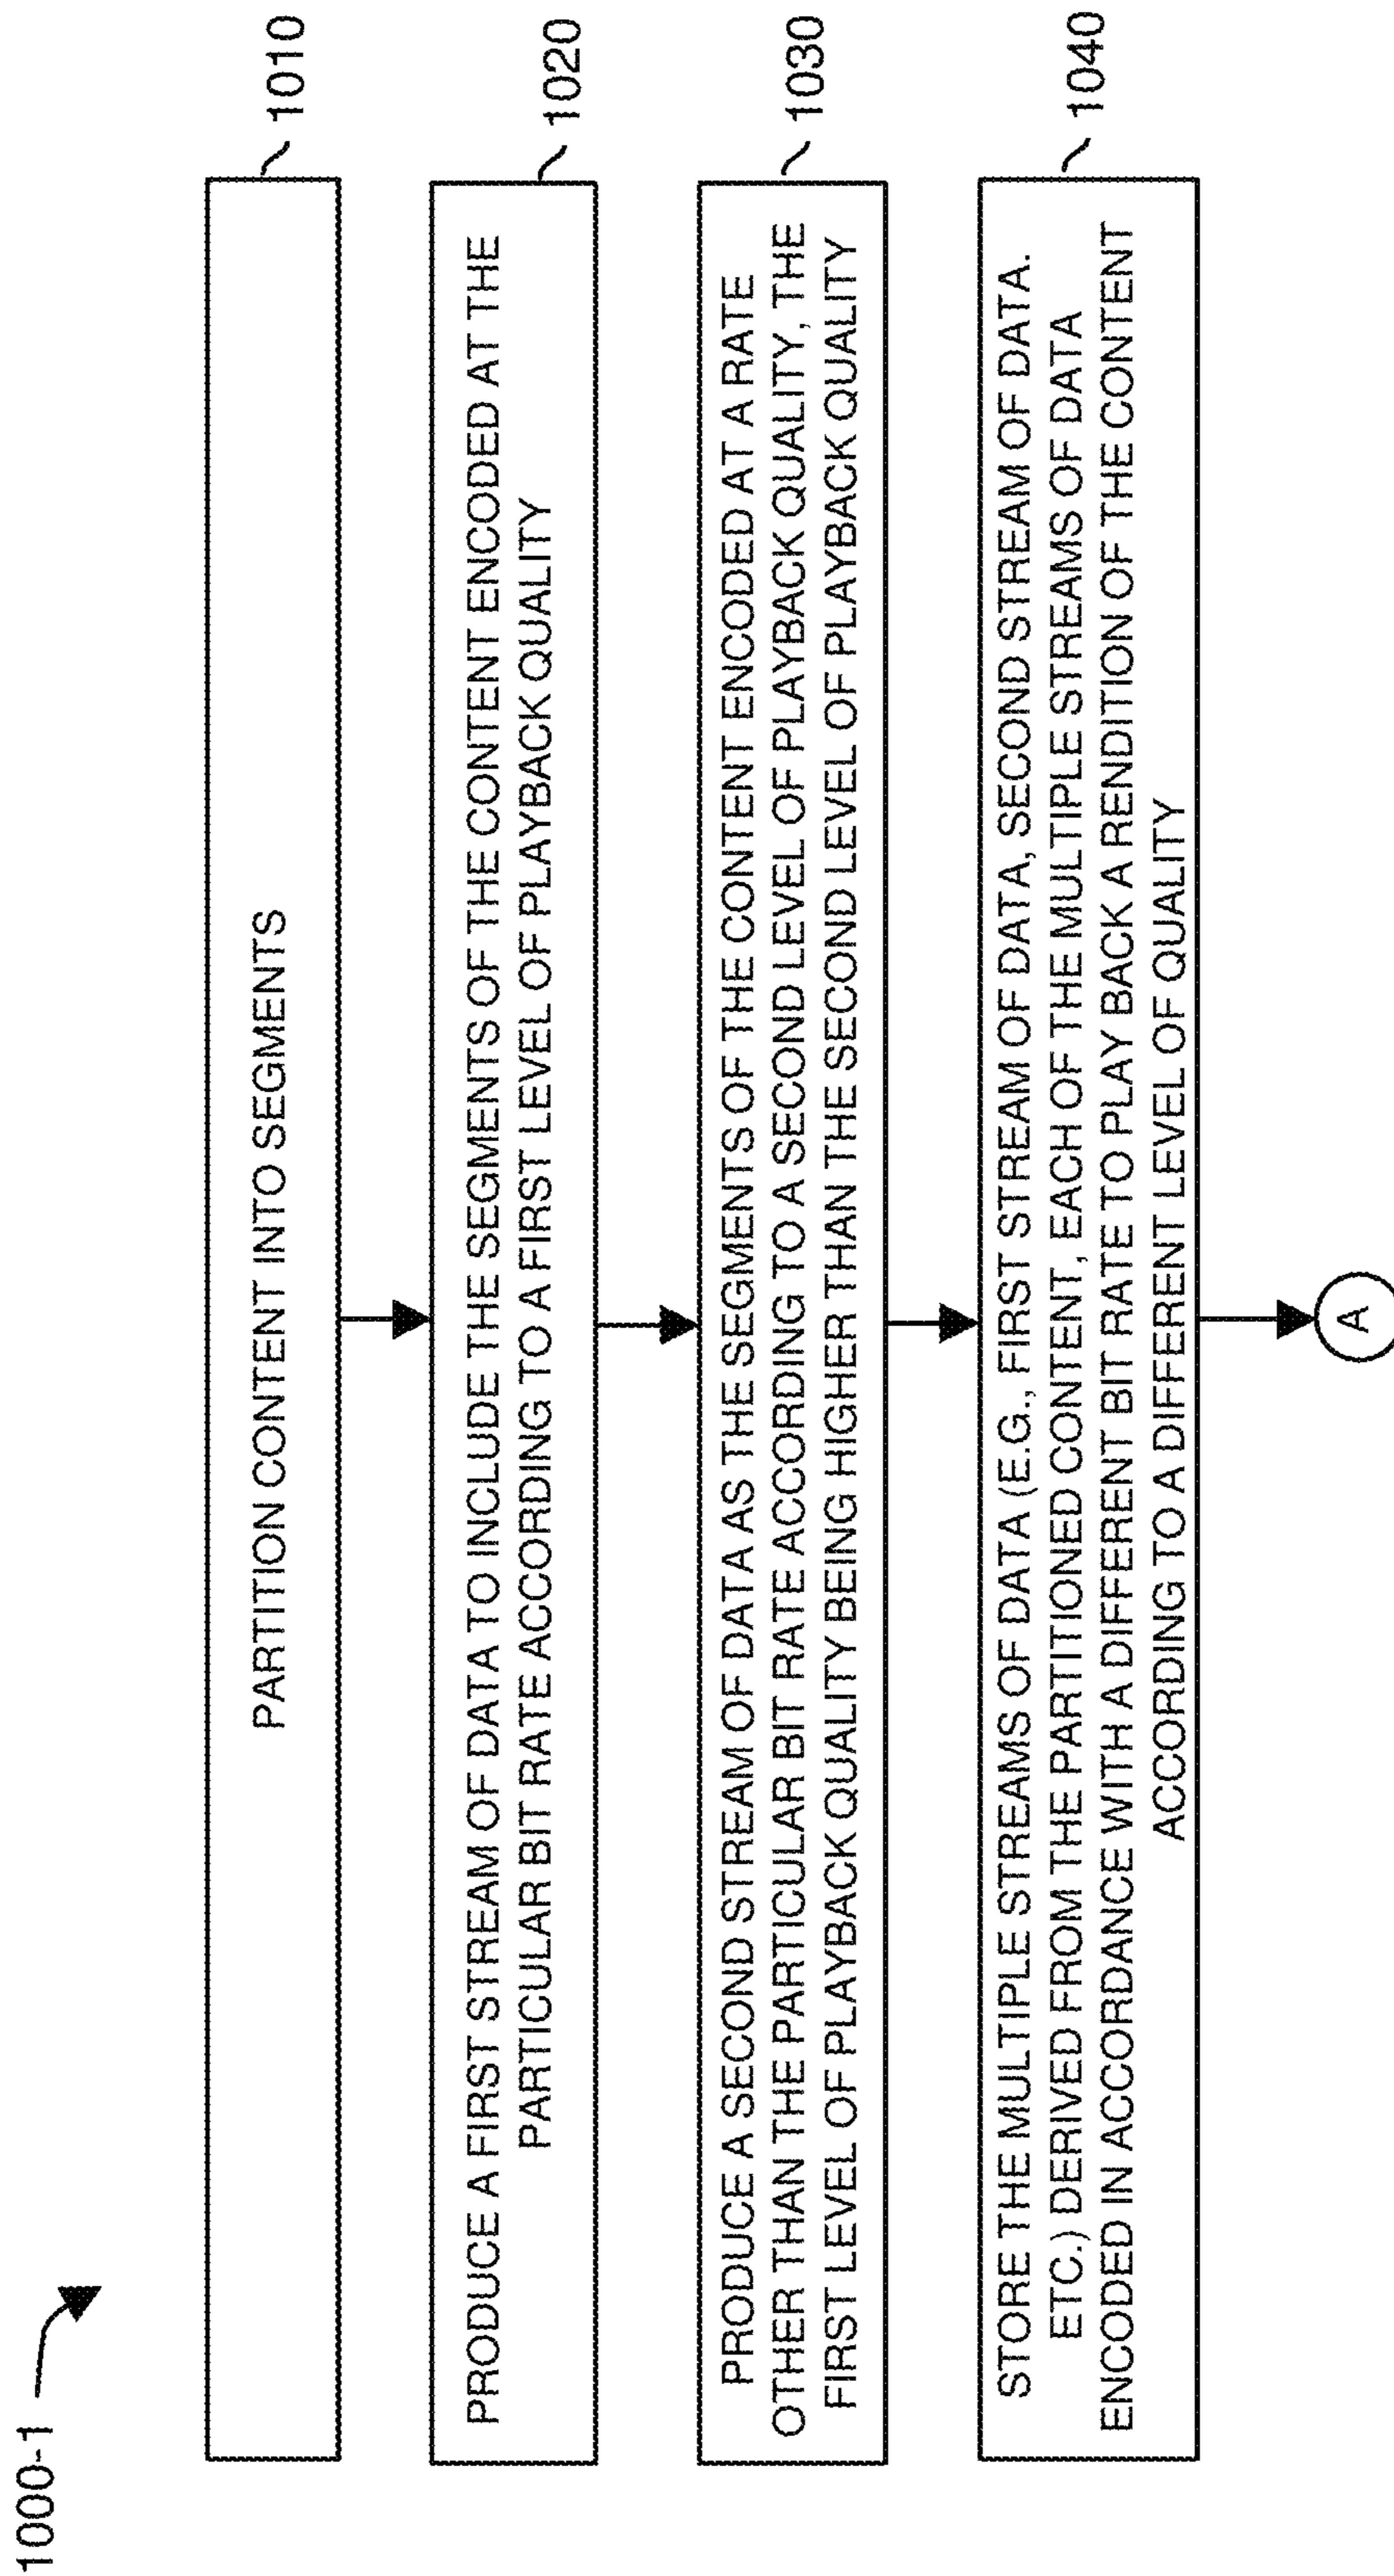 1000-1
PARTITION CONTENT INTO SEGMENTS
1010
PRODUCE A FIRST STREAM OF DATA TO INCLUDE THE SEGMENTS OF THE CONTENT ENCODED AT THE
PARTICULAR BIT RATE ACCORDING TO A FIRST LEVEL OF PLAYBACK QUALITY
1020
PRODUCE A SECOND STREAM OF DATA AS THE SEGMENTS OF THE CONTENT ENCODED AT A RATE
OTHER THAN THE PARTICULAR BIT RATE ACCORDING TO A SECOND LEVEL OF PLAYBACK QUALITY, THE
FIRST LEVEL OF PLAYBACK QUALITY BEING HIGHER THAN THE SECOND LEVEL OF PLAYBACK QUALITY
1030
STORE THE MULTIPLE STREAMS OF DATA (E.G., FIRST STREAM OF DATA, SECOND STREAM OF DATA.
ETC.) DERIVED FROM THE PARTITIONED CONTENT, EACH OF THE MULTIPLE STREAMS OF DATA
ENCODED IN ACCORDANCE WITH A DIFFERENT BIT RATE TO PLAY BACK A RENDITION OF THE CONTENT
ACCORDING TO A DIFFERENT LEVEL OF QUALITY
1040
A